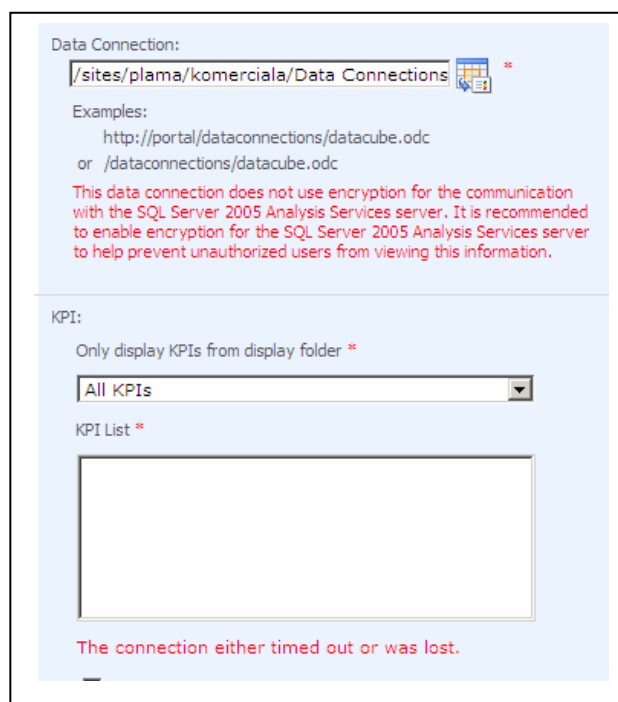 Data Connection:
/sites/plama/komerciala/Data Connections *
Examples:
http://portal/dataconnections/datacube.odc
or /dataconnections/datacube.odc
This data connection does not use encryption for the communication
with the SQL Server 2005 Analysis Services server. It is recommended
to enable encryption for the SQL Server 2005 Analysis Services server
to help prevent unauthorized users from viewing this information.
KPI:
Only display KPIs from display folder *
All KPIs
KPI List *
The connection either timed out or was lost.